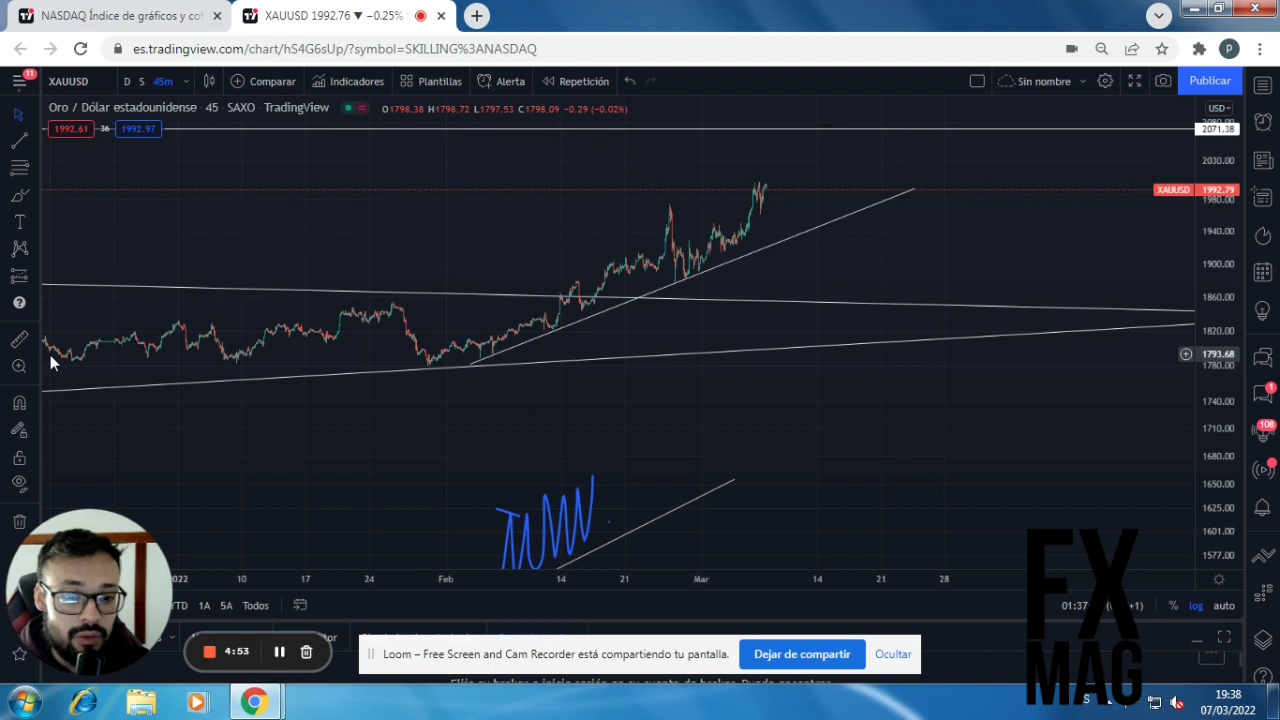 NASDAQ Índice de gráficos y cot
XAUUSD 1992.76 ▼ −0.25%
es.tradingview.com/chart/hS4G6sUp/?symbol=SKILLING%3ANASDAQ
P
11
XAUUSD D S 45m Comparar Indicadores Plantillas Alerta Repetición Sin nombre Publicar
Oro / Dólar estadounidense · 45 · SAXO · TradingView O1798.38 H1798.72 L1797.53 C1798.09 −0.29 (−0.02%)
USD
1992.61 36 1992.97
2071.38
2030.00
XAUUSD 1992.79
1980.00
1940.00
1900.00
1860.00
1820.00
1793.68
1780.00
1740.00
1710.00
1680.00
1650.00
1625.00
1601.00
1577.00
1
106
2022 10 17 24 Feb 14 21 Mar 14 21 28
YTD 1A 5A Todos 01:37 % log auto
4:53
Loom – Free Screen and Cam Recorder está compartiendo tu pantalla. Dejar de compartir Ocultar
FX
MAG
19:38
07/03/2022